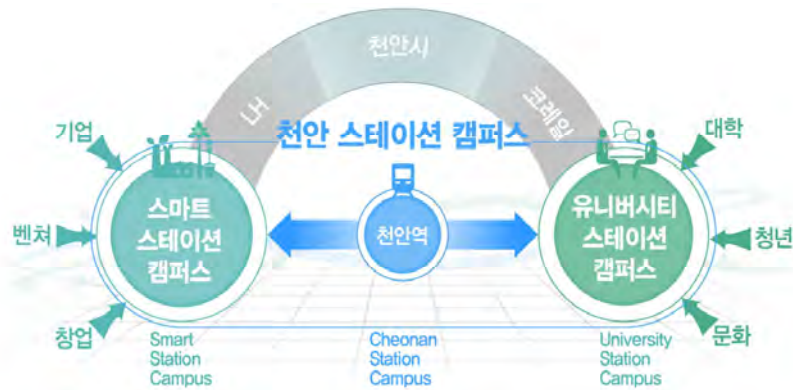 천안시
LH
코레일
천안 스테이션 캠퍼스
기업
벤쳐
창업
스마트
스테이션
캠퍼스
천안역
유니버시티
스테이션
캠퍼스
대학
청년
문화
Smart
Station
Campus
Cheonan
Station
Campus
University
Station
Campus